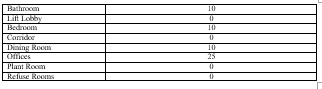 Bathroom 10
Lift Lobby 0
Bedroom 10
Corridor 0
Dining Room 10
Offices 25
Plant Room 0
Refuse Rooms 0